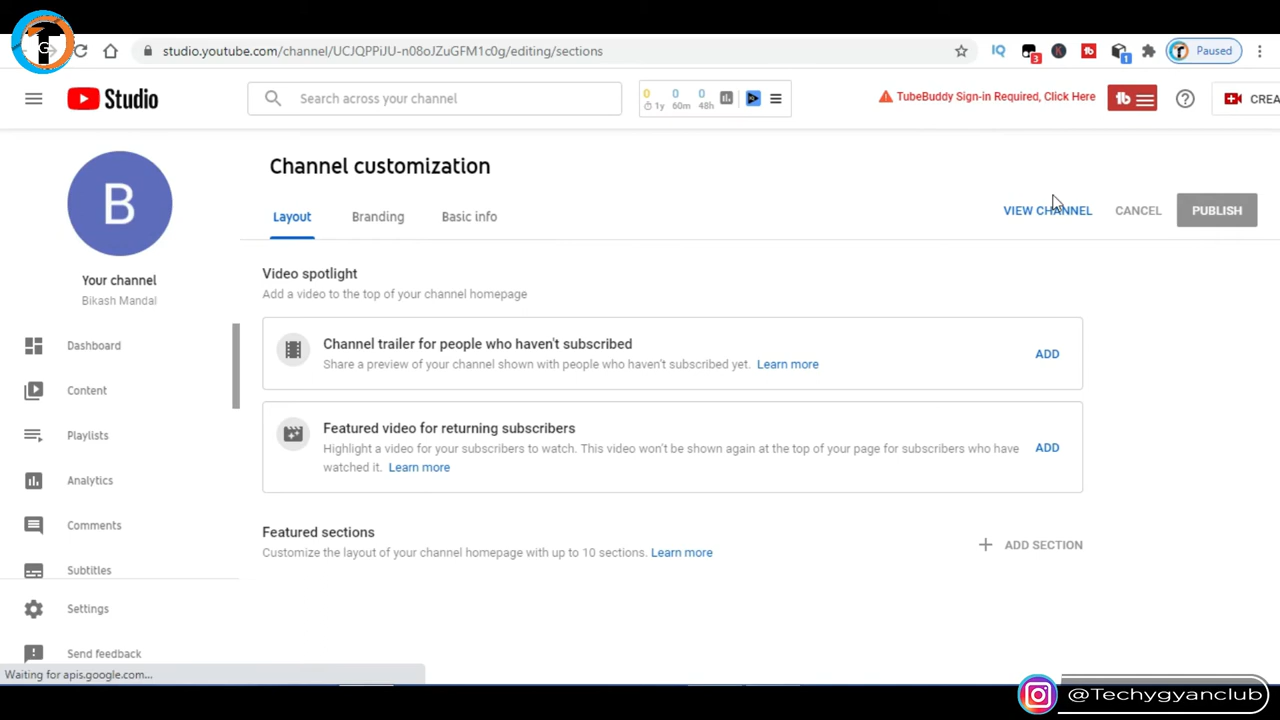 TG
studio.youtube.com/channel/UCJQPPiJU-n08oJZuGFM1c0g/editing/sections
IQ
3
K
tb
1
Paused
Studio
Search across your channel
0 0 0
1y 60m 48h
TubeBuddy Sign-in Required, Click Here
tb
?
CREA
B
Channel customization
Layout
Branding
Basic info
VIEW CHANNEL
CANCEL
PUBLISH
Your channel
Bikash Mandal
Dashboard
Content
Playlists
Analytics
Comments
Subtitles
Settings
Send feedback
Video spotlight
Add a video to the top of your channel homepage
Channel trailer for people who haven't subscribed
Share a preview of your channel shown with people who haven't subscribed yet. Learn more
ADD
Featured video for returning subscribers
Highlight a video for your subscribers to watch. This video won't be shown again at the top of your page for subscribers who have
watched it. Learn more
ADD
Featured sections
Customize the layout of your channel homepage with up to 10 sections. Learn more
+ ADD SECTION
Waiting for apis.google.com...
@Techygyanclub